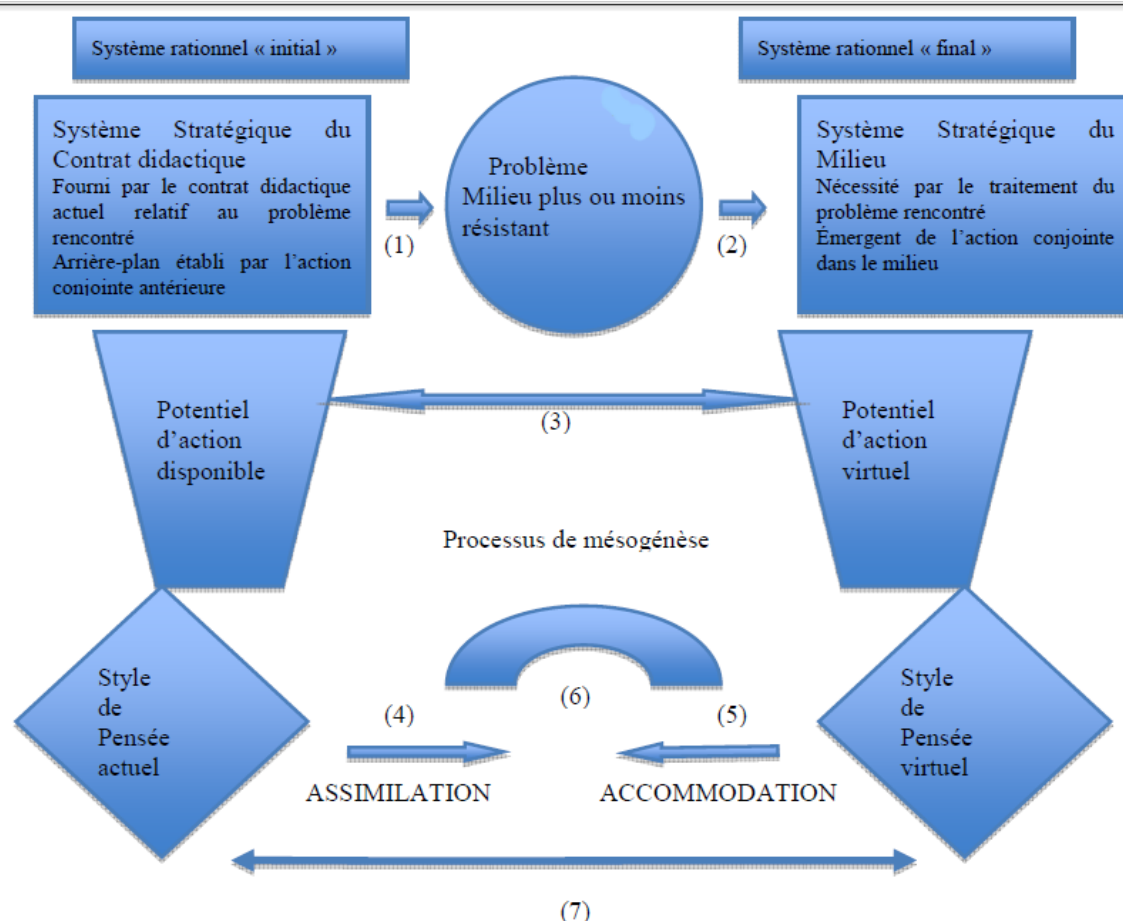 Système rationnel « initial »
Système rationnel « final »
Système Stratégique du
Contrat didactique
Fourni par le contrat didactique
actuel relatif au problème
rencontré
Arrière-plan établi par l'action
conjointe antérieure
(1)
Problème
Milieu plus ou moins
résistant
(2)
Système Stratégique du
Milieu
Nécessité par le traitement du
problème rencontré
Émergent de l'action conjointe
dans le milieu
Potentiel
d'action
disponible
(3)
Potentiel
d'action
virtuel
Processus de mésogénèse
Style
de
Pensée
actuel
(4)
(6)
(5)
ASSIMILATION
ACCOMMODATION
Style
de
Pensée
virtuel
(7)